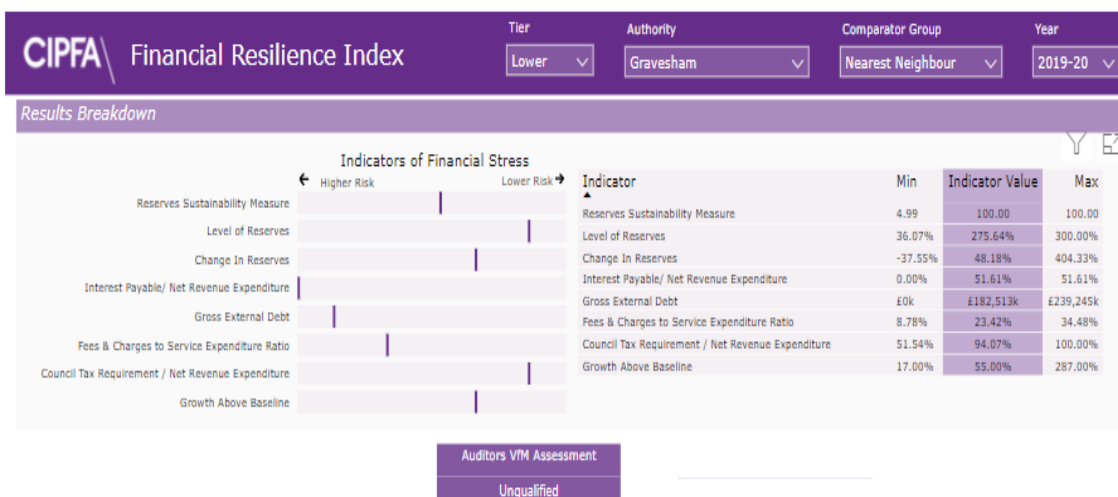 CIPFA Financial Resilience Index
Tier
Lower
Authority
Gravesham
Comparator Group
Nearest Neighbour
Year
2019-20
Results Breakdown
Indicators of Financial Stress
← Higher Risk Lower Risk →
Reserves Sustainability Measure
Level of Reserves
Change In Reserves
Interest Payable/ Net Revenue Expenditure
Gross External Debt
Fees & Charges to Service Expenditure Ratio
Council Tax Requirement / Net Revenue Expenditure
Growth Above Baseline
Indicator Min Indicator Value Max
Reserves Sustainability Measure 4.99 100.00 100.00
Level of Reserves 36.07% 275.64% 300.00%
Change In Reserves -37.55% 48.18% 404.33%
Interest Payable/ Net Revenue Expenditure 0.00% 51.61% 51.61%
Gross External Debt £0k £182,513k £239,245k
Fees & Charges to Service Expenditure Ratio 8.78% 23.42% 34.48%
Council Tax Requirement / Net Revenue Expenditure 51.54% 94.07% 100.00%
Growth Above Baseline 17.00% 55.00% 287.00%
Auditors VfM Assessment
Unqualified